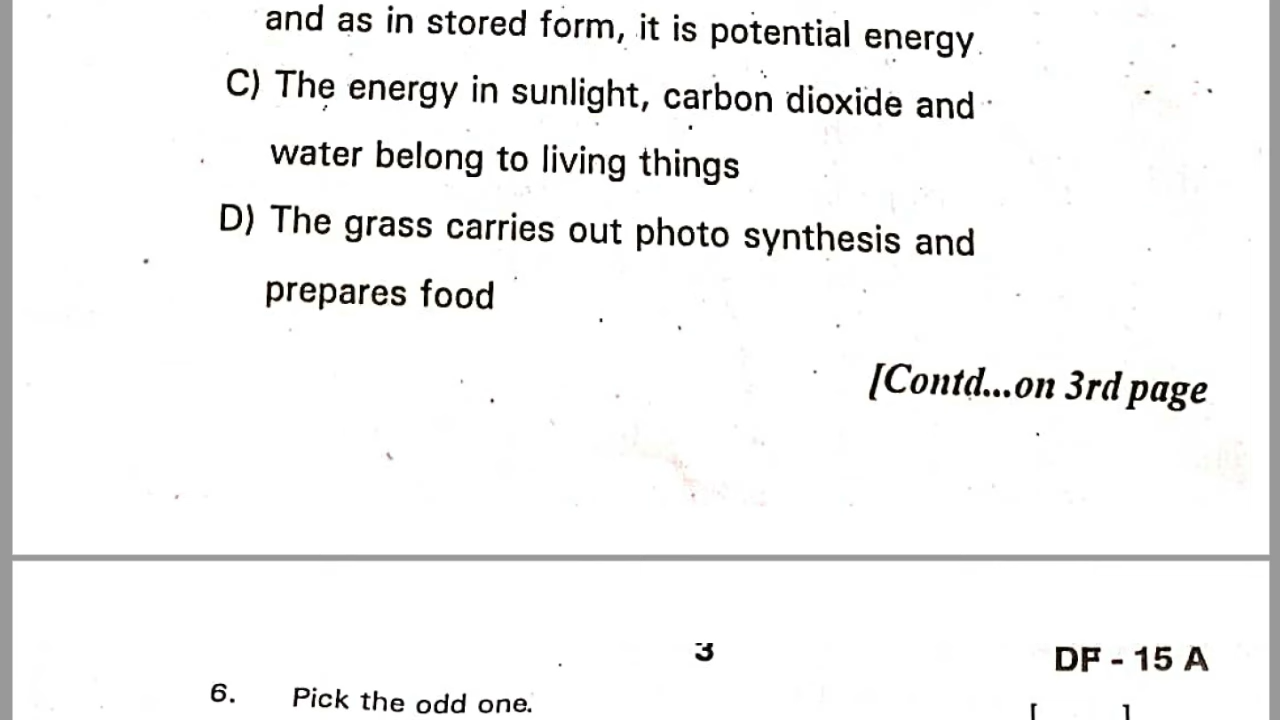 and as in stored form, it is potential energy.
C) The energy in sunlight, carbon dioxide and
water belong to living things
D) The grass carries out photo synthesis and
prepares food
[Contd...on 3rd page
3
DF - 15 A
6. Pick the odd one.
[ ]